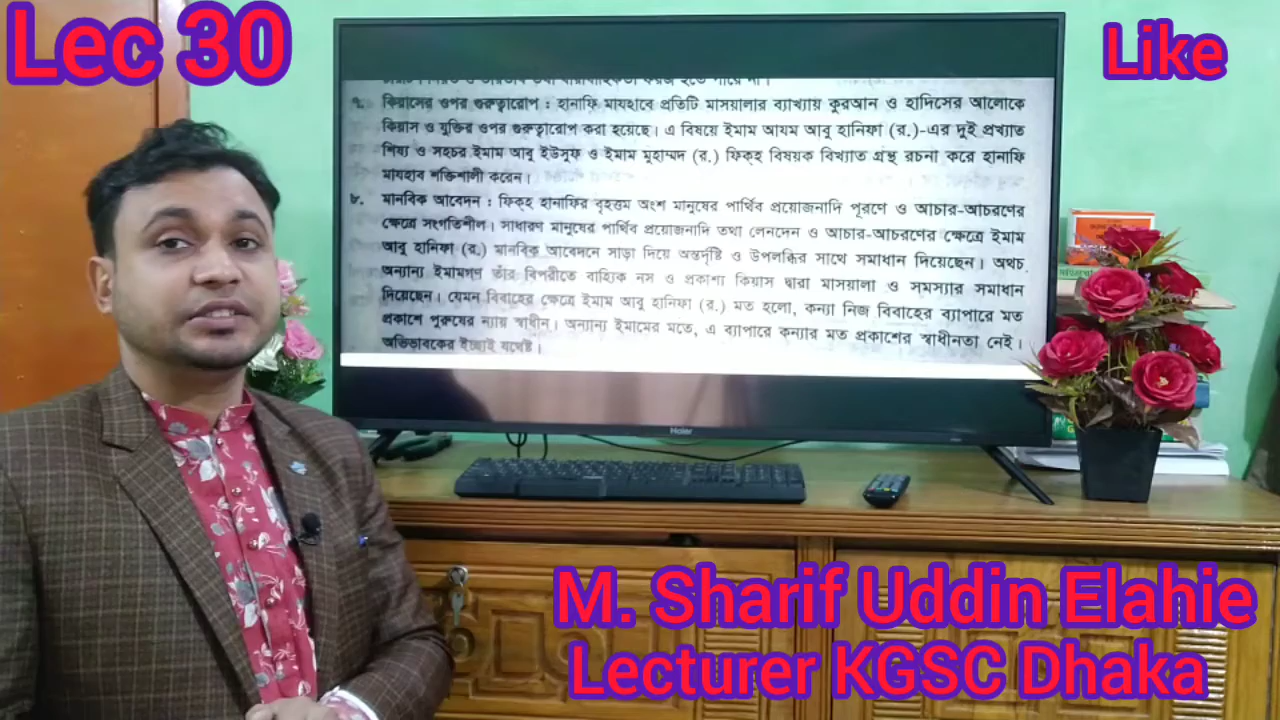 Lec 30
Like
৭. কিয়াসের ওপর গুরুত্বারোপ : হানাফি মাযহাবে প্রতিটি মাসয়ালার ব্যাখ্যায় কুরআন ও হাদিসের আলোকে
কিয়াস ও যুক্তির ওপর গুরুত্বারোপ করা হয়েছে। এ বিষয়ে ইমাম আযম আবু হানিফা (র.)-এর দুই প্রখ্যাত
শিষ্য ও সহচর ইমাম আবু ইউসুফ ও ইমাম মুহাম্মদ (র.) ফিক্‌হ বিষয়ক বিখ্যাত গ্রন্থ রচনা করে হানাফি
মাযহাব শক্তিশালী করেন।
৮. মানবিক আবেদন : ফিক্‌হ হানাফির বৃহত্তম অংশ মানুষের পার্থিব প্রয়োজনাদি পূরণে ও আচার-আচরণের
ক্ষেত্রে সংগতিশীল। সাধারণ মানুষের পার্থিব প্রয়োজনাদি তথা লেনদেন ও আচার-আচরণের ক্ষেত্রে ইমাম
আবু হানিফা (র.) মানবিক আবেদনে সাড়া দিয়ে অন্তর্দৃষ্টি ও উপলব্ধির সাথে সমাধান দিয়েছেন। অথচ
অন্যান্য ইমামগণ তাঁর বিপরীতে বাহ্যিক নস ও প্রকাশ্য কিয়াস দ্বারা মাসয়ালা ও সমস্যার সমাধান
দিয়েছেন। যেমন বিবাহের ক্ষেত্রে ইমাম আবু হানিফা (র.) মত হলো, কন্যা নিজ বিবাহের ব্যাপারে মত
প্রকাশে পুরুষের ন্যায় স্বাধীন। অন্যান্য ইমামের মতে, এ ব্যাপারে কন্যার মত প্রকাশের স্বাধীনতা নেই।
অভিভাবকের ইচ্ছাই যথেষ্ট।
Haier
M. Sharif Uddin Elahie
Lecturer KGSC Dhaka